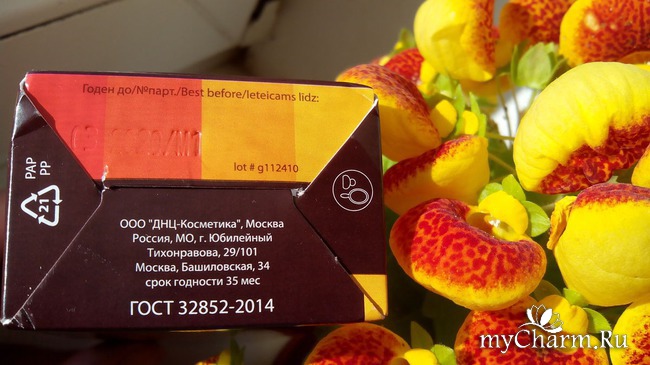 Годен до/№парт./Best before/leteicams lidz:
lot # g112410
PAP
PP
21
ООО "ДНЦ-Косметика", Москва
Россия, МО, г. Юбилейный
Тихонравова, 29/101
Москва, Башиловская, 34
срок годности 35 мес
ГОСТ 32852-2014
myCharm.Ru